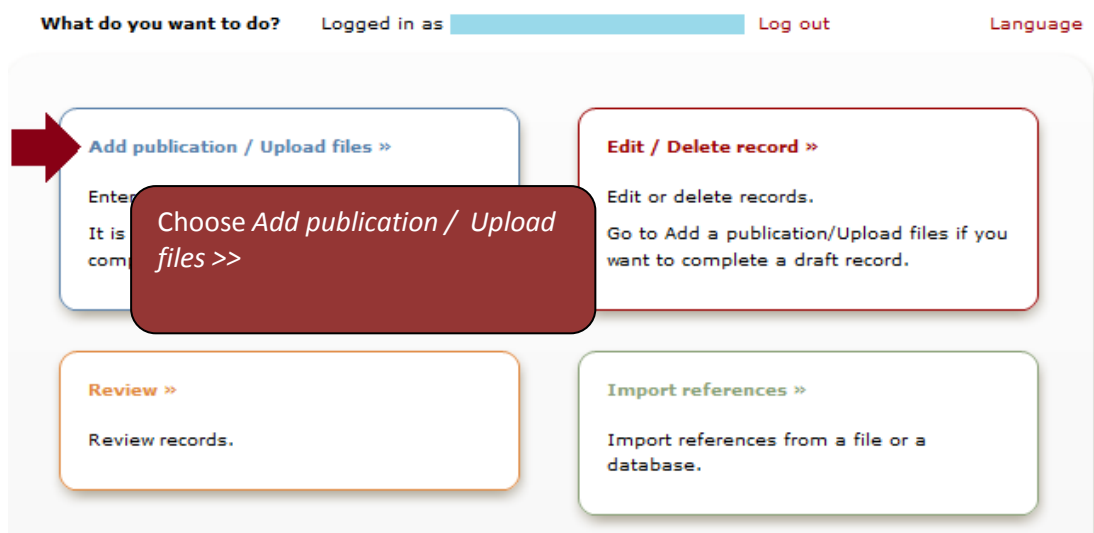 What do you want to do? Logged in as Log out Language
Add publication / Upload files »
Enter
It is
Choose Add publication / Upload
files >>
Edit / Delete record »
Edit or delete records.
Go to Add a publication/Upload files if you
want to complete a draft record.
Review »
Review records.
Import references »
Import references from a file or a
database.